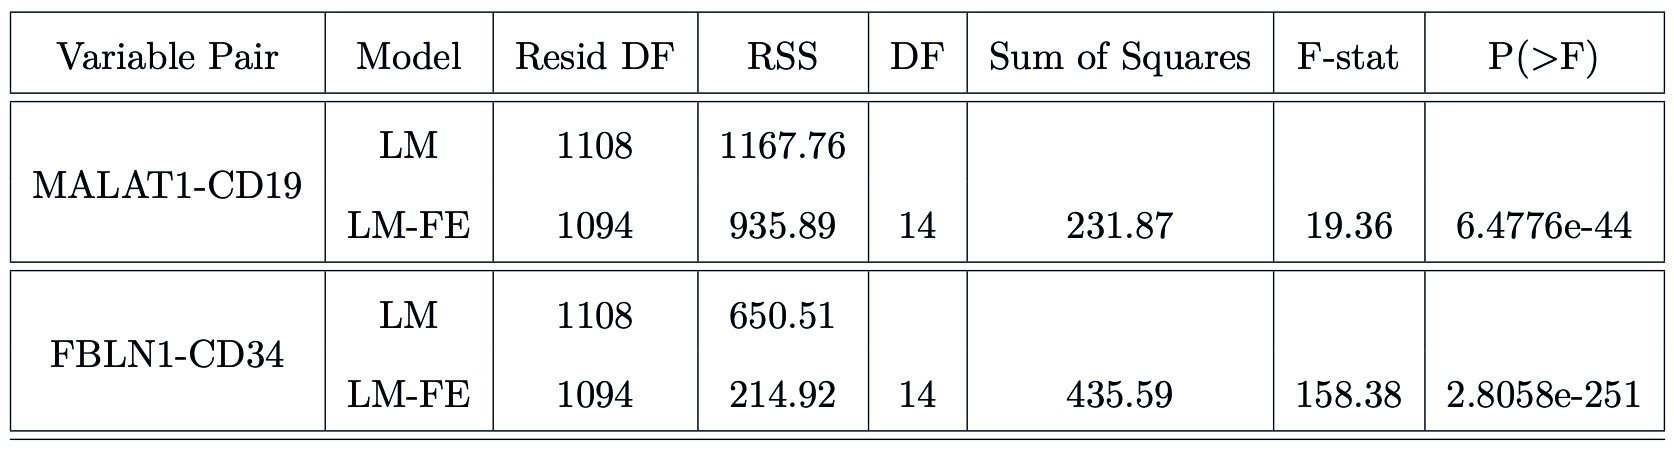 Variable Pair Model Resid DF RSS DF Sum of Squares F-stat P(>F)
LM 1108 1167.76
MALAT1-CD19
LM-FE 1094 935.89 14 231.87 19.36 6.4776e-44
LM 1108 650.51
FBLN1-CD34
LM-FE 1094 214.92 14 435.59 158.38 2.8058e-251